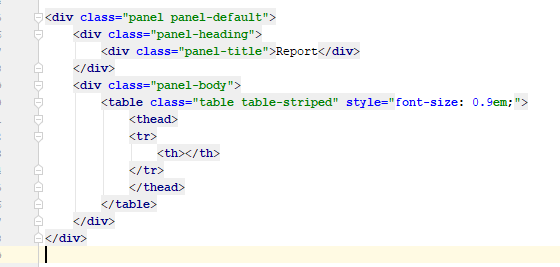 <div class="panel panel-default">
<div class="panel-heading">
<div class="panel-title">Report</div>
</div>
<div class="panel-body">
<table class="table table-striped" style="font-size: 0.9em;">
<thead>
<tr>
<th></th>
</tr>
</thead>
</table>
</div>
</div>